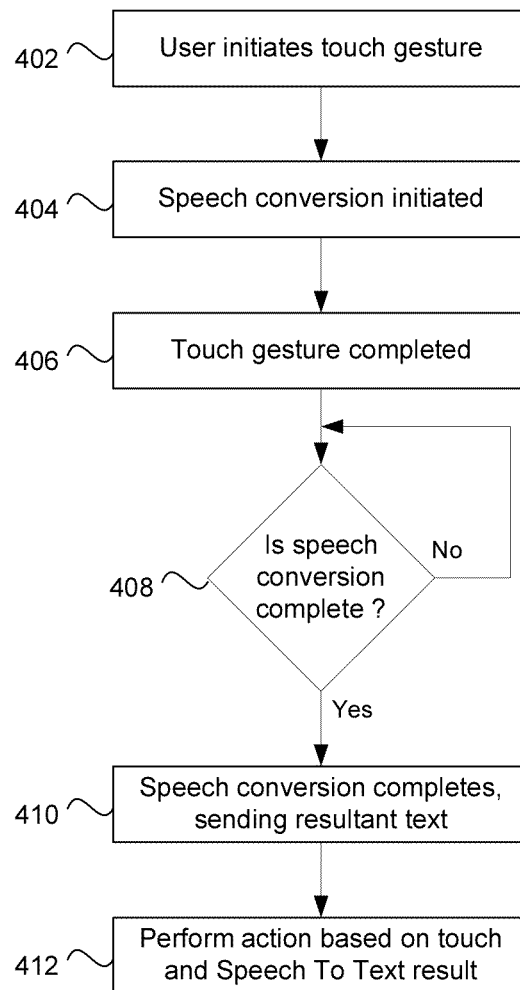 402
User initiates touch gesture
404
Speech conversion initiated
406
Touch gesture completed
408
Is speech
conversion
complete ?
No
Yes
410
Speech conversion completes,
sending resultant text
412
Perform action based on touch
and Speech To Text result